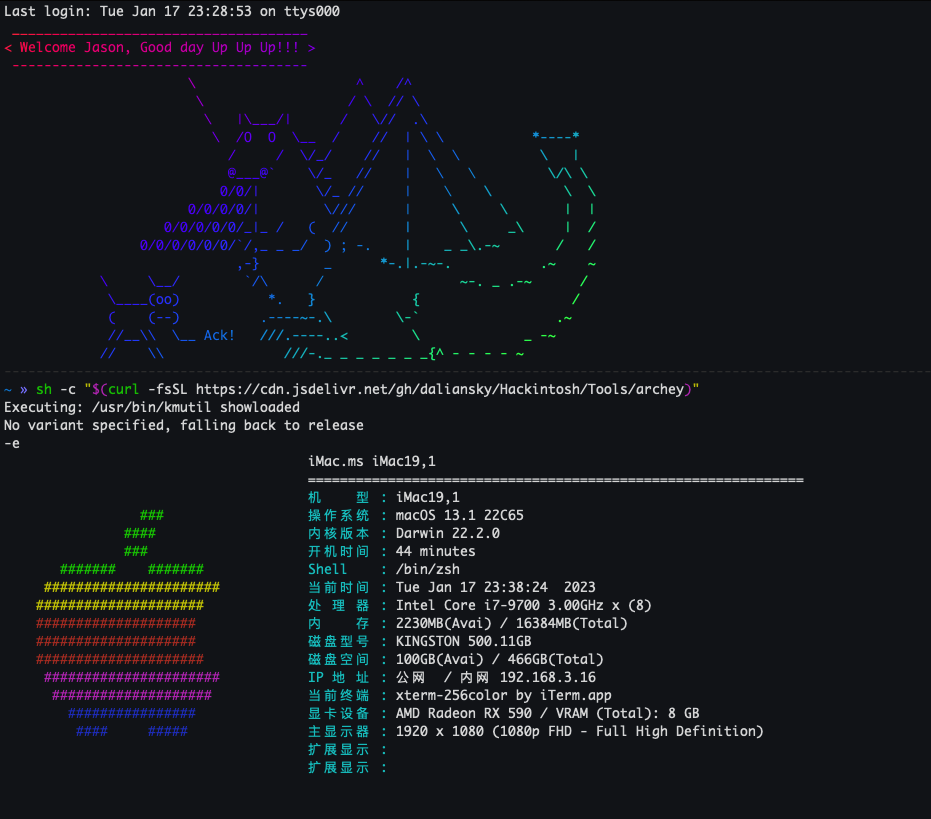 Last login: Tue Jan 17 23:28:53 on ttys000
< Welcome Jason, Good day Up Up Up!!! >
Ack!
~ » sh -c "$(curl -fsSL https://cdn.jsdelivr.net/gh/daliansky/Hackintosh/Tools/archey)"
Executing: /usr/bin/kmutil showloaded
No variant specified, falling back to release
-e
iMac.ms iMac19,1
==============================================================
机 型 : iMac19,1
操作系统 : macOS 13.1 22C65
内核版本 : Darwin 22.2.0
开机时间 : 44 minutes
Shell : /bin/zsh
当前时间 : Tue Jan 17 23:38:24 2023
处 理 器 : Intel Core i7-9700 3.00GHz x (8)
内 存 : 2230MB(Avai) / 16384MB(Total)
磁盘型号 : KINGSTON 500.11GB
磁盘空间 : 100GB(Avai) / 466GB(Total)
IP 地 址 : 公网 / 内网 192.168.3.16
当前终端 : xterm-256color by iTerm.app
显卡设备 : AMD Radeon RX 590 / VRAM (Total): 8 GB
主显示器 : 1920 x 1080 (1080p FHD - Full High Definition)
扩展显示 :
扩展显示 :